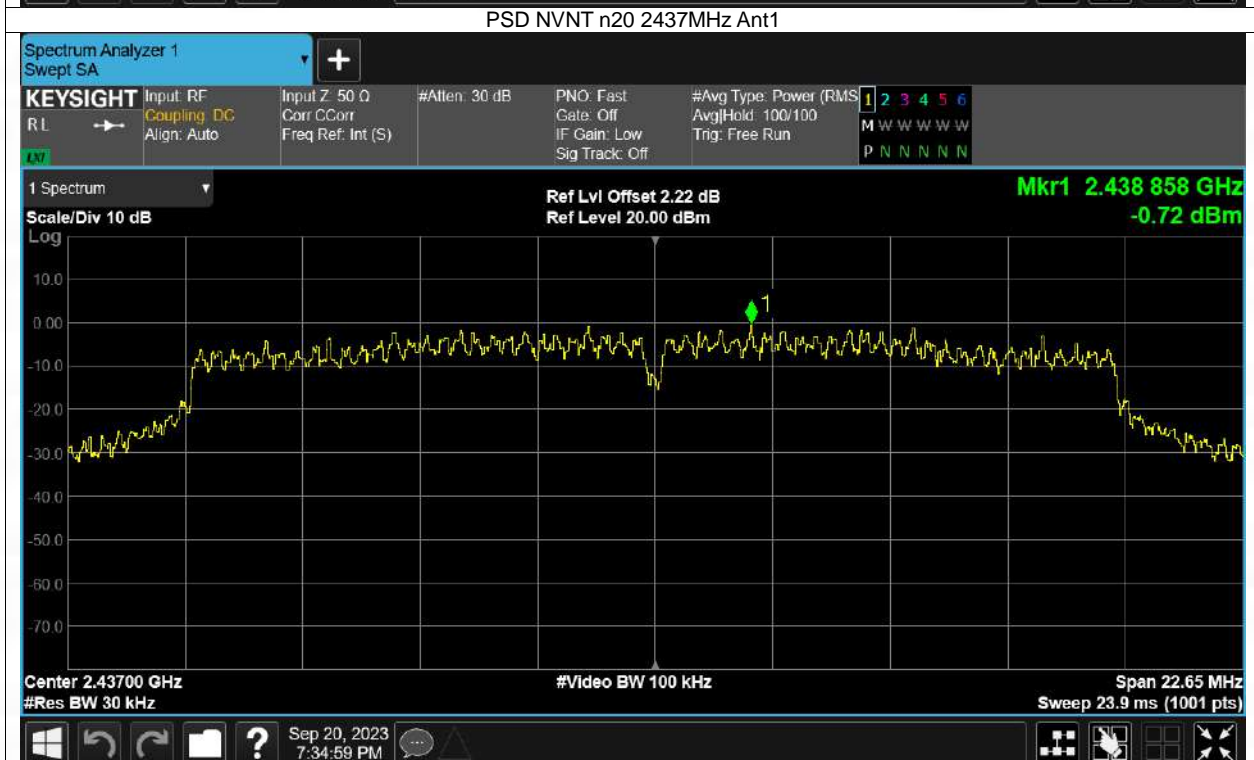 PSD NVNT n20 2437MHz Ant1
Spectrum Analyzer 1
Swept SA
+
KEYSIGHT
RL
LXI
Input: RF
Coupling: DC
Align: Auto
Input Z: 50 Ω
Corr CCorr
Freq Ref: Int (S)
#Atten: 30 dB
PNO: Fast
Gate: Off
IF Gain: Low
Sig Track: Off
#Avg Type: Power (RMS
Avg|Hold: 100/100
Trig: Free Run
1 2 3 4 5 6
M W W W W W
P N N N N N
1 Spectrum
Scale/Div 10 dB
Ref Lvl Offset 2.22 dB
Ref Level 20.00 dBm
Mkr1 2.438 858 GHz
-0.72 dBm
Log
10.0
0.00
-10.0
-20.0
-30.0
-40.0
-50.0
-60.0
-70.0
1
Center 2.43700 GHz
#Res BW 30 kHz
#Video BW 100 kHz
Span 22.65 MHz
Sweep 23.9 ms (1001 pts)
?
Sep 20, 2023
7:34:59 PM